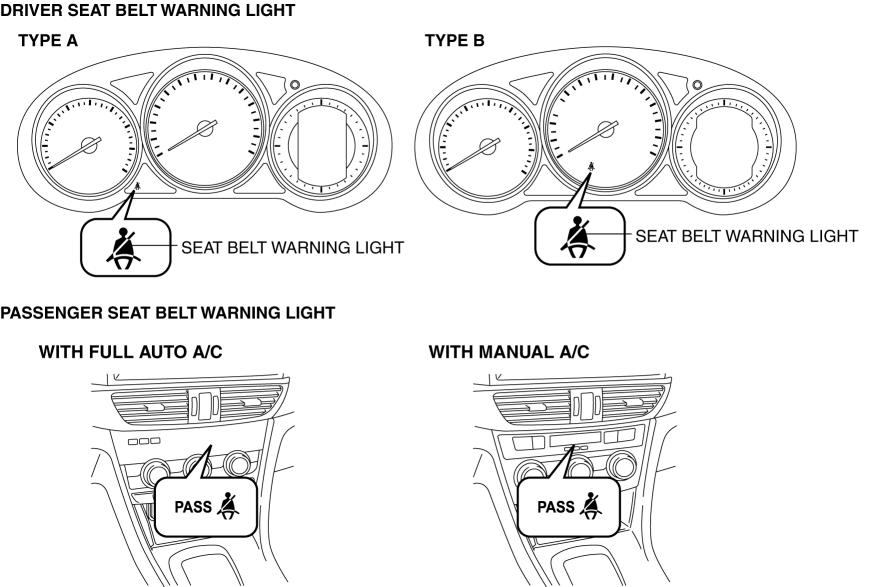 DRIVER SEAT BELT WARNING LIGHT
TYPE A
TYPE B
SEAT BELT WARNING LIGHT
SEAT BELT WARNING LIGHT
PASSENGER SEAT BELT WARNING LIGHT
WITH FULL AUTO A/C
WITH MANUAL A/C
PASS
PASS